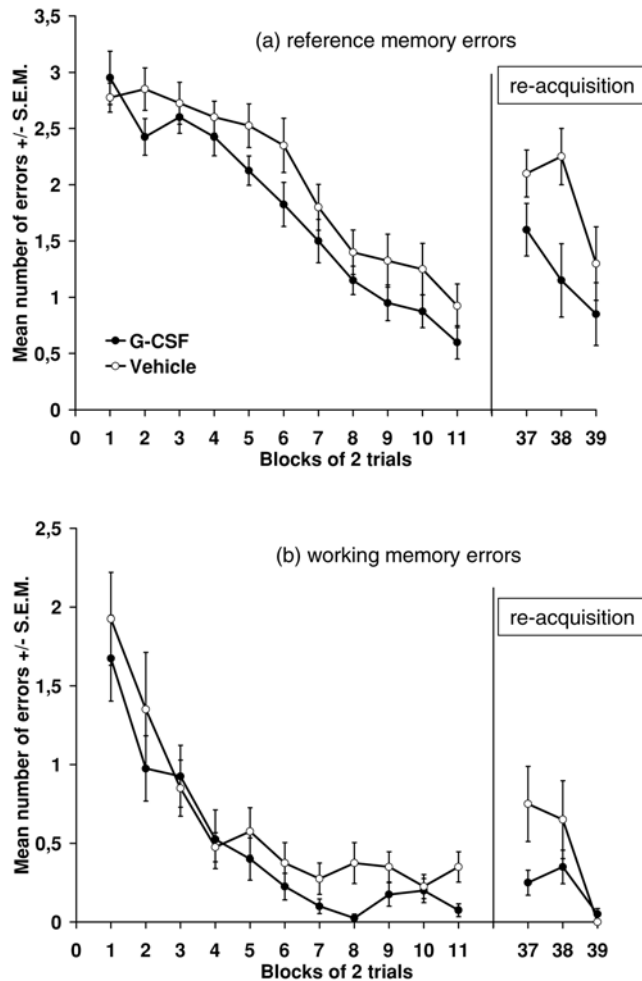 3,5
(a) reference memory errors
3
re-acquisition
2,5
2
1,5
1
0,5
0
Mean number of errors +/- S.E.M.
G-CSF
Vehicle
0 1 2 3 4 5 6 7 8 9 10 11 37 38 39
Blocks of 2 trials
2,5
(b) working memory errors
2
re-acquisition
1,5
1
0,5
0
Mean number of errors +/- S.E.M.
0 1 2 3 4 5 6 7 8 9 10 11 37 38 39
Blocks of 2 trials